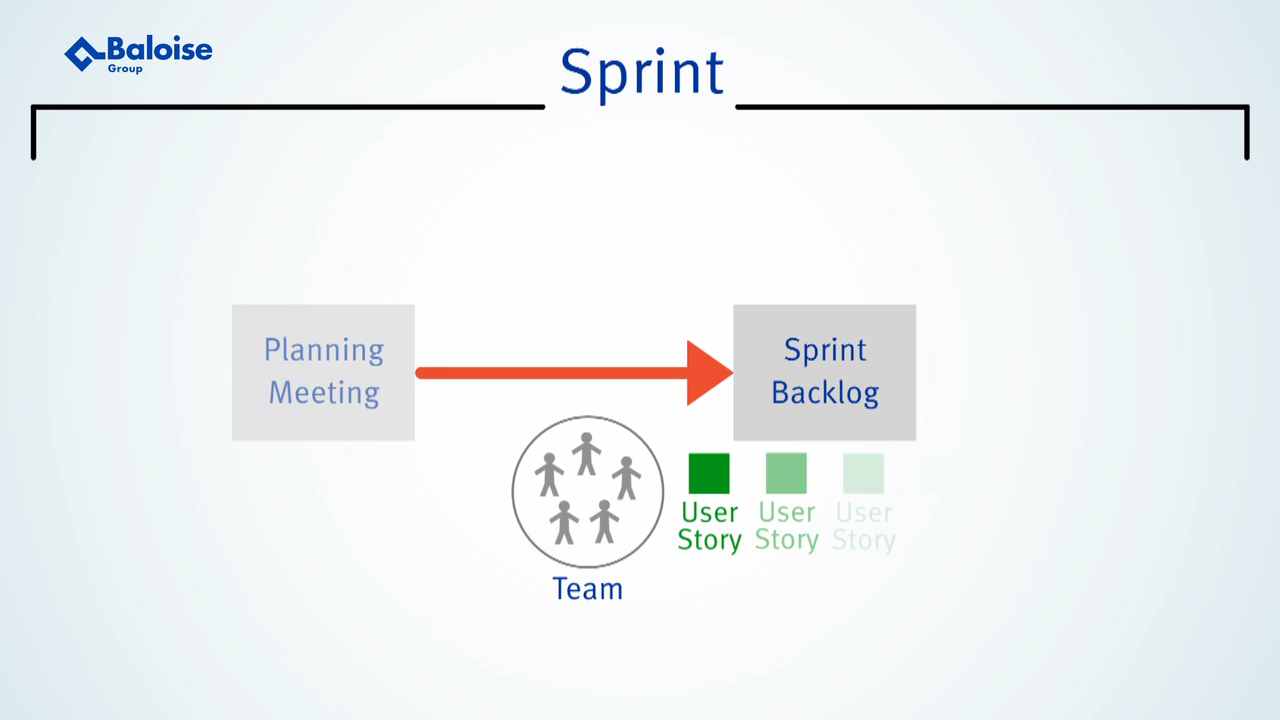 Baloise
Group
Sprint
Planning
Meeting
Sprint
Backlog
User
Story
User
Story
User
Story
Team